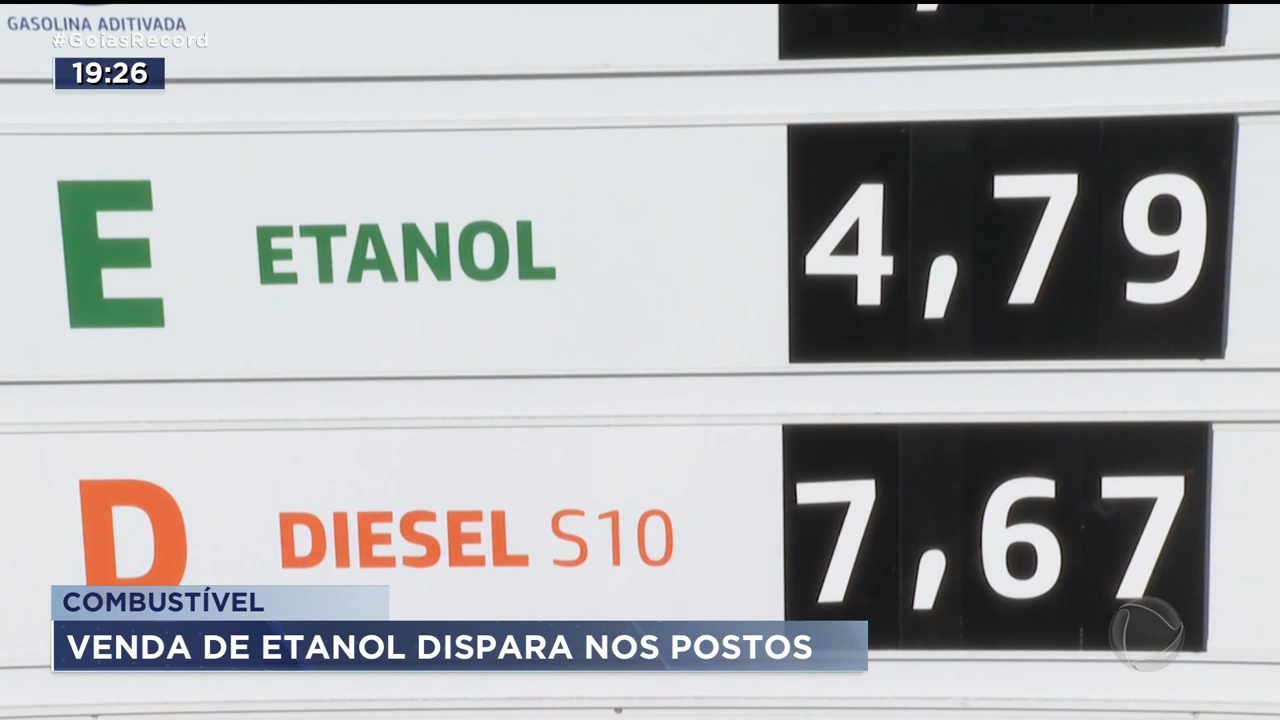 GASOLINA ADITIVADA
#GoiasRecord
19:26
E ETANOL 4,79
D DIESEL S10 7,67
COMBUSTÍVEL
VENDA DE ETANOL DISPARA NOS POSTOS